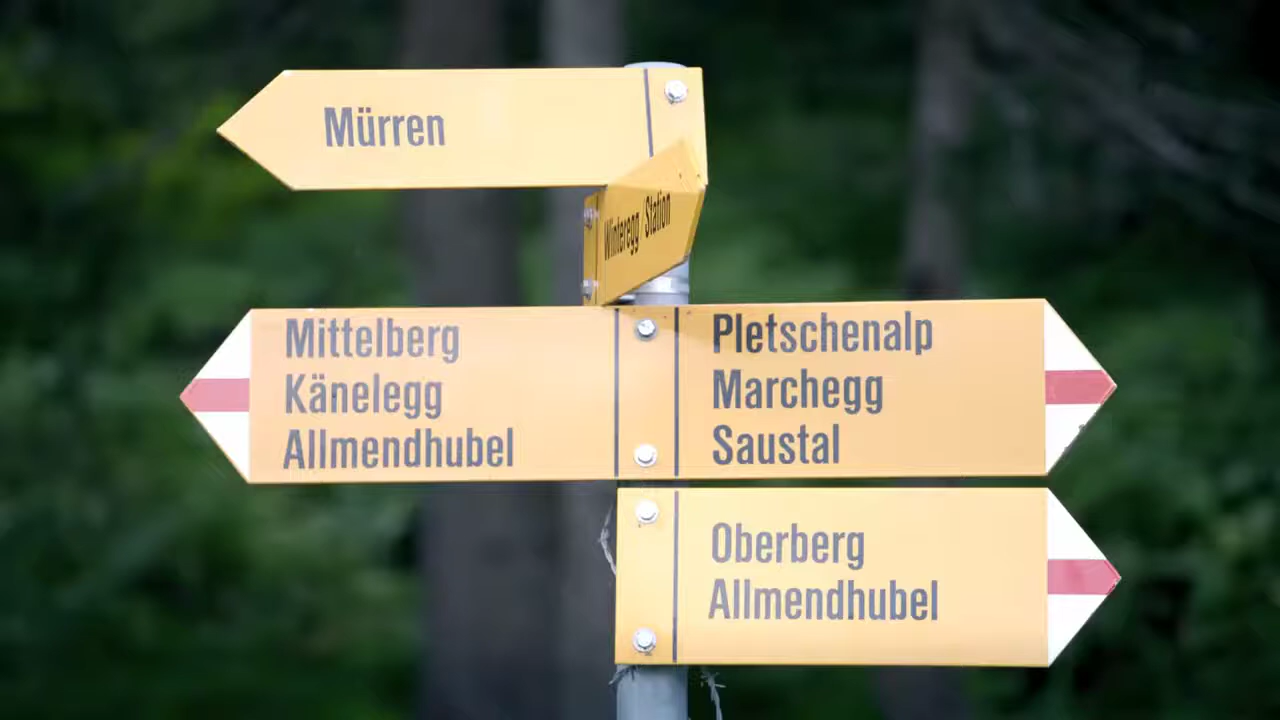 Mürren
Winteregg Station
Mittelberg
Känelegg
Allmendhubel
Pletschenalp
Marchegg
Saustal
Oberberg
Allmendhubel